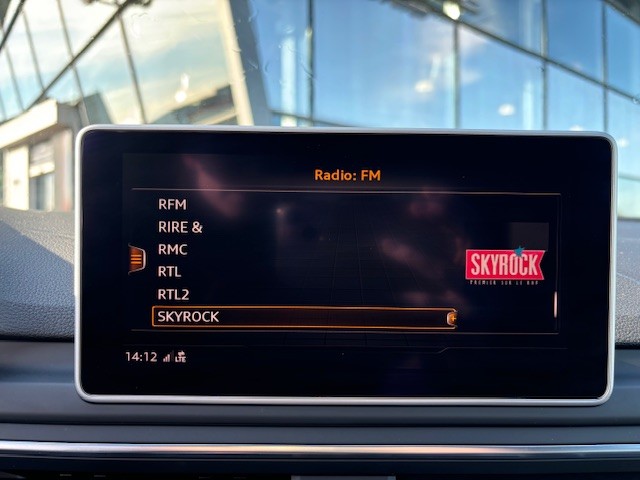 Radio: FM
RFM
RIRE &
RMC
RTL
RTL2
SKYROCK
SKYROCK
PREMIER SUR LE RAP
14:12 LTE